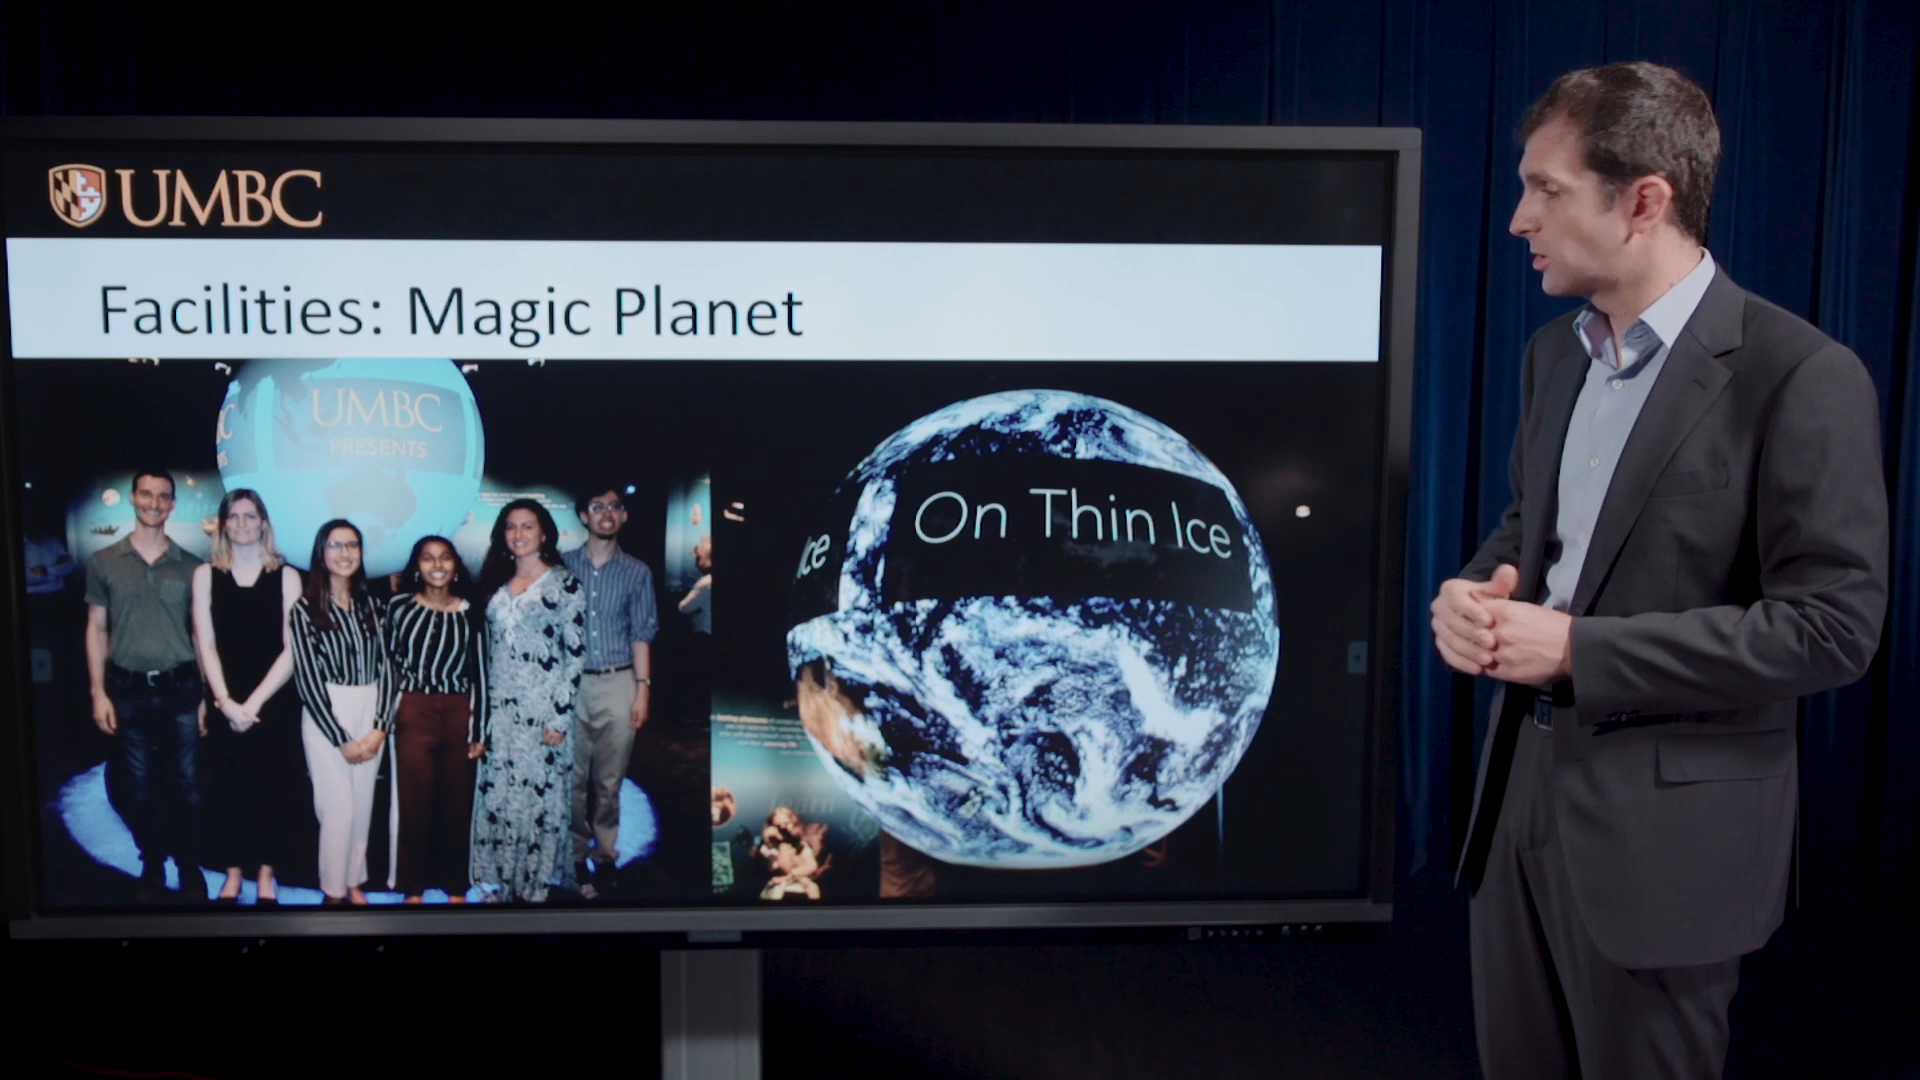 UMBC
Facilities: Magic Planet
UMBC
PRESENTS
On Thin Ice
Ice